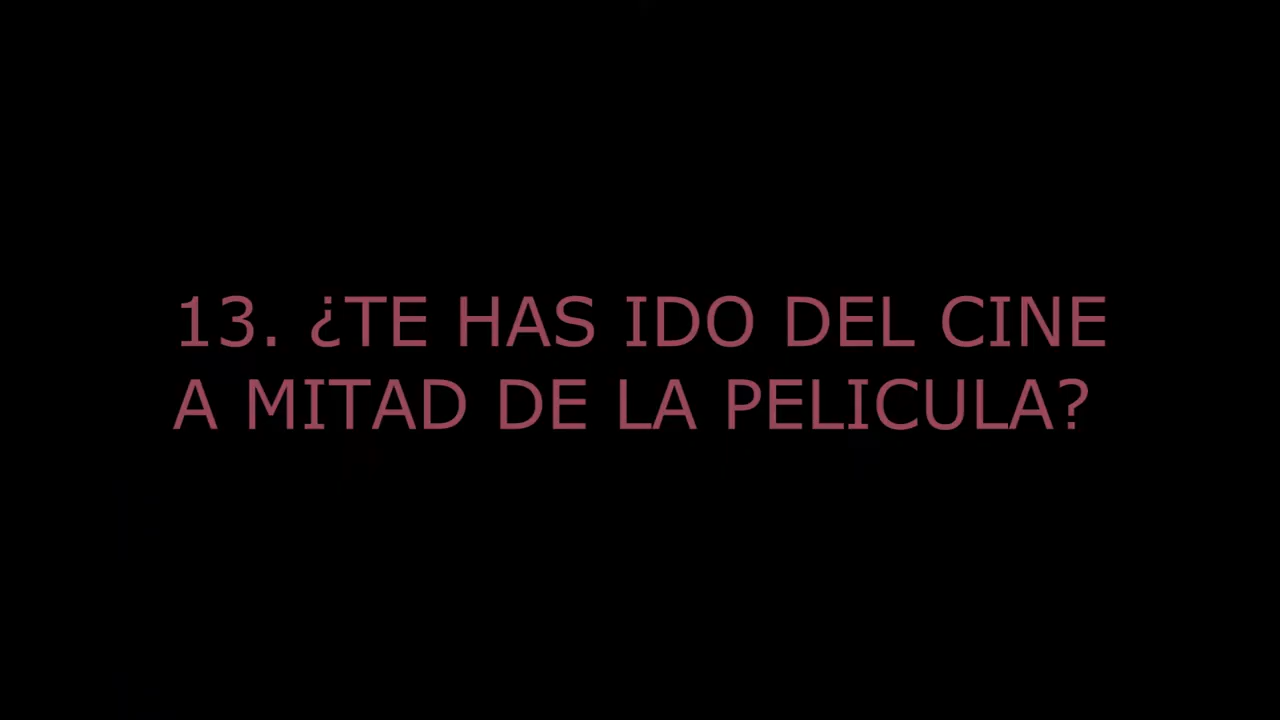 13. ¿TE HAS IDO DEL CINE
A MITAD DE LA PELICULA?